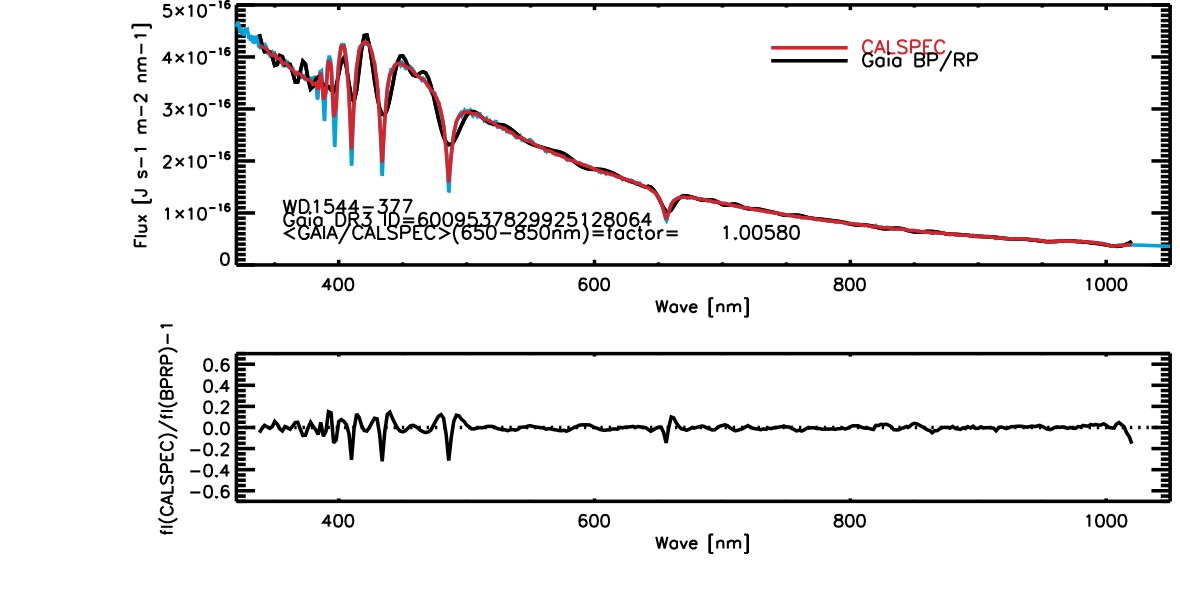 5×10−16
4×10−16
3×10−16
2×10−16
1×10−16
0
Flux [J s−1 m−2 nm−1]
CALSPEC
Gaia BP/RP
WD1544−377
Gaia DR3 ID=6009537829925128064
<GAIA/CALSPEC>(650−850nm)=factor= 1.00580
400 600 800 1000
Wave [nm]
fl(CALSPEC)/fl(BPRP)−1
0.6
0.4
0.2
0.0
−0.2
−0.4
−0.6
400 600 800 1000
Wave [nm]